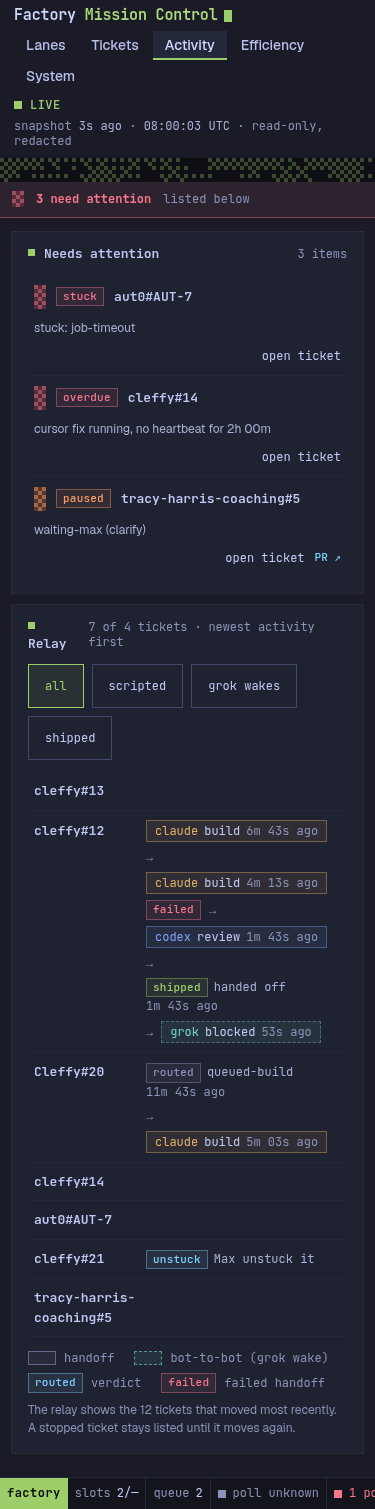 Factory Mission Control
Lanes Tickets Activity Efficiency
System
LIVE
snapshot 3s ago · 08:00:03 UTC · read-only,
redacted
3 need attention listed below
Needs attention 3 items
stuck aut0#AUT-7
stuck: job-timeout
open ticket
overdue cleffy#14
cursor fix running, no heartbeat for 2h 00m
open ticket
paused tracy-harris-coaching#5
waiting-max (clarify)
open ticket PR ↗
Relay 7 of 4 tickets · newest activity
first
all scripted grok wakes
shipped
cleffy#13
cleffy#12 claude build 6m 43s ago
→
claude build 4m 13s ago
failed →
codex review 1m 43s ago
→
shipped handed off
1m 43s ago
→ grok blocked 53s ago
Cleffy#20 routed queued-build
11m 43s ago
→
claude build 5m 03s ago
cleffy#14
aut0#AUT-7
cleffy#21 unstuck Max unstuck it
tracy-harris-
coaching#5
handoff bot-to-bot (grok wake)
routed verdict failed failed handoff
The relay shows the 12 tickets that moved most recently.
A stopped ticket stays listed until it moves again.
factory slots 2/— queue 2 poll unknown 1 po